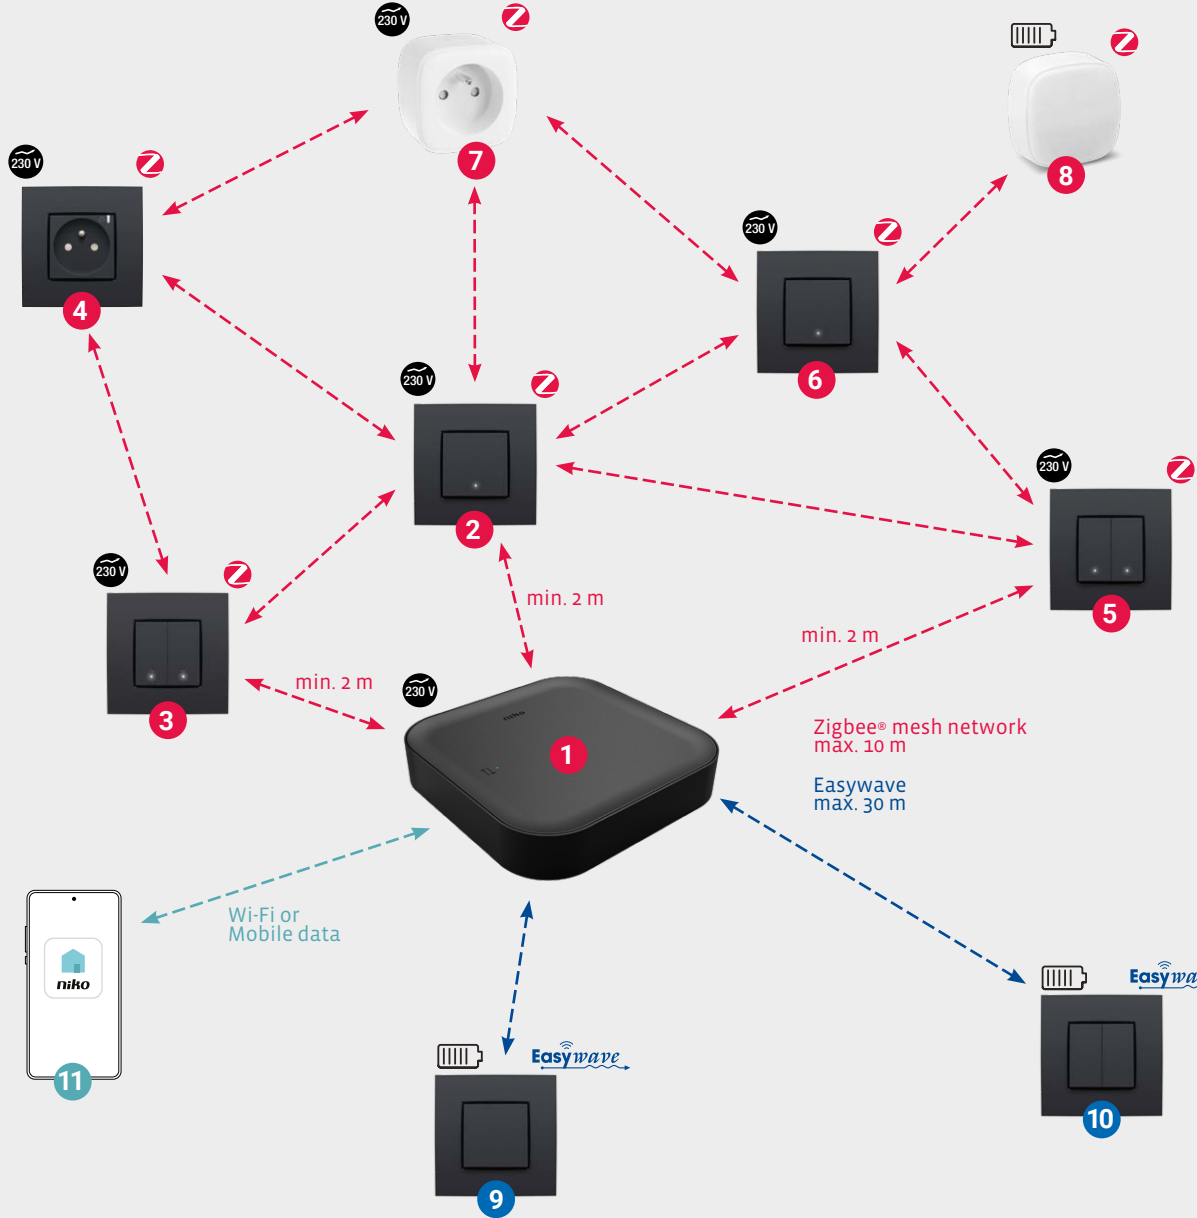 230 V
7
8
230 V
4
230 V
6
230 V
2
230 V
5
230 V
3
min. 2 m
min. 2 m
min. 2 m
230 V
niko
1
Zigbee® mesh network
max. 10 m
Easywave
max. 30 m
Wi-Fi or
Mobile data
niko
11
Easywave
9
Easywa
10